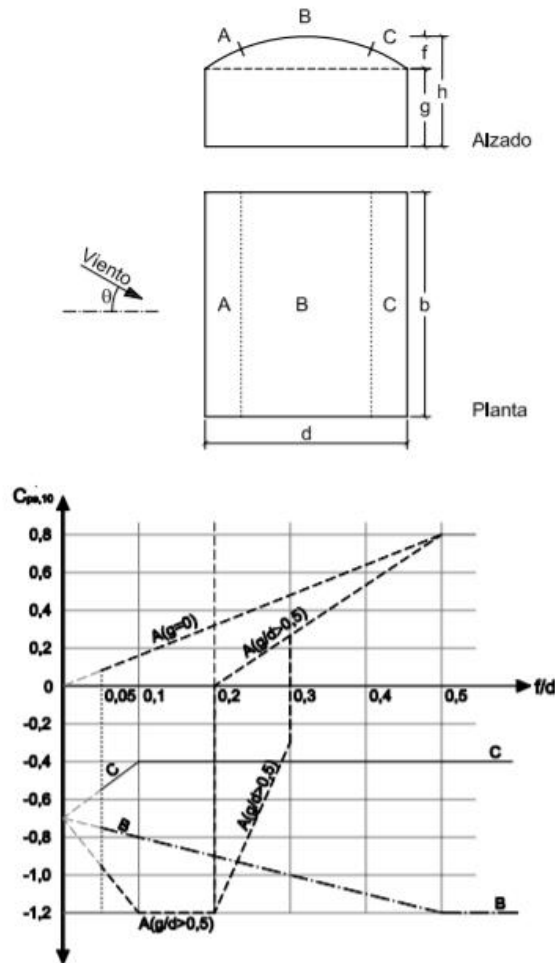 B
A
C
f
h
g
Alzado
Viento
θ
A
B
C
b
Planta
d
Cpe,10
0,8
0,6
0,4
0,2
0
-0,2
-0,4
-0,6
-0,8
-1,0
-1,2
0,05
0,1
0,2
0,3
0,4
0,5
f/d
A(g=0)
A(g/d>0,5)
A(g/d>0,5)
A(g/d>0,5)
C
C
B
B